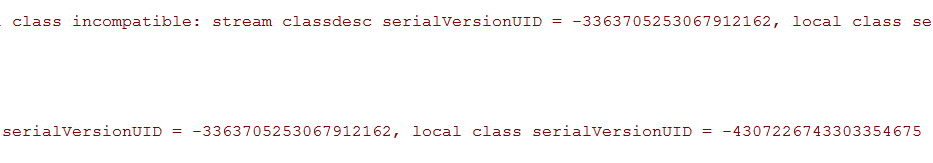 class incompatible: stream classdesc serialVersionUID = -3363705253067912162, local class se
serialVersionUID = -3363705253067912162, local class serialVersionUID = -4307226743303354675